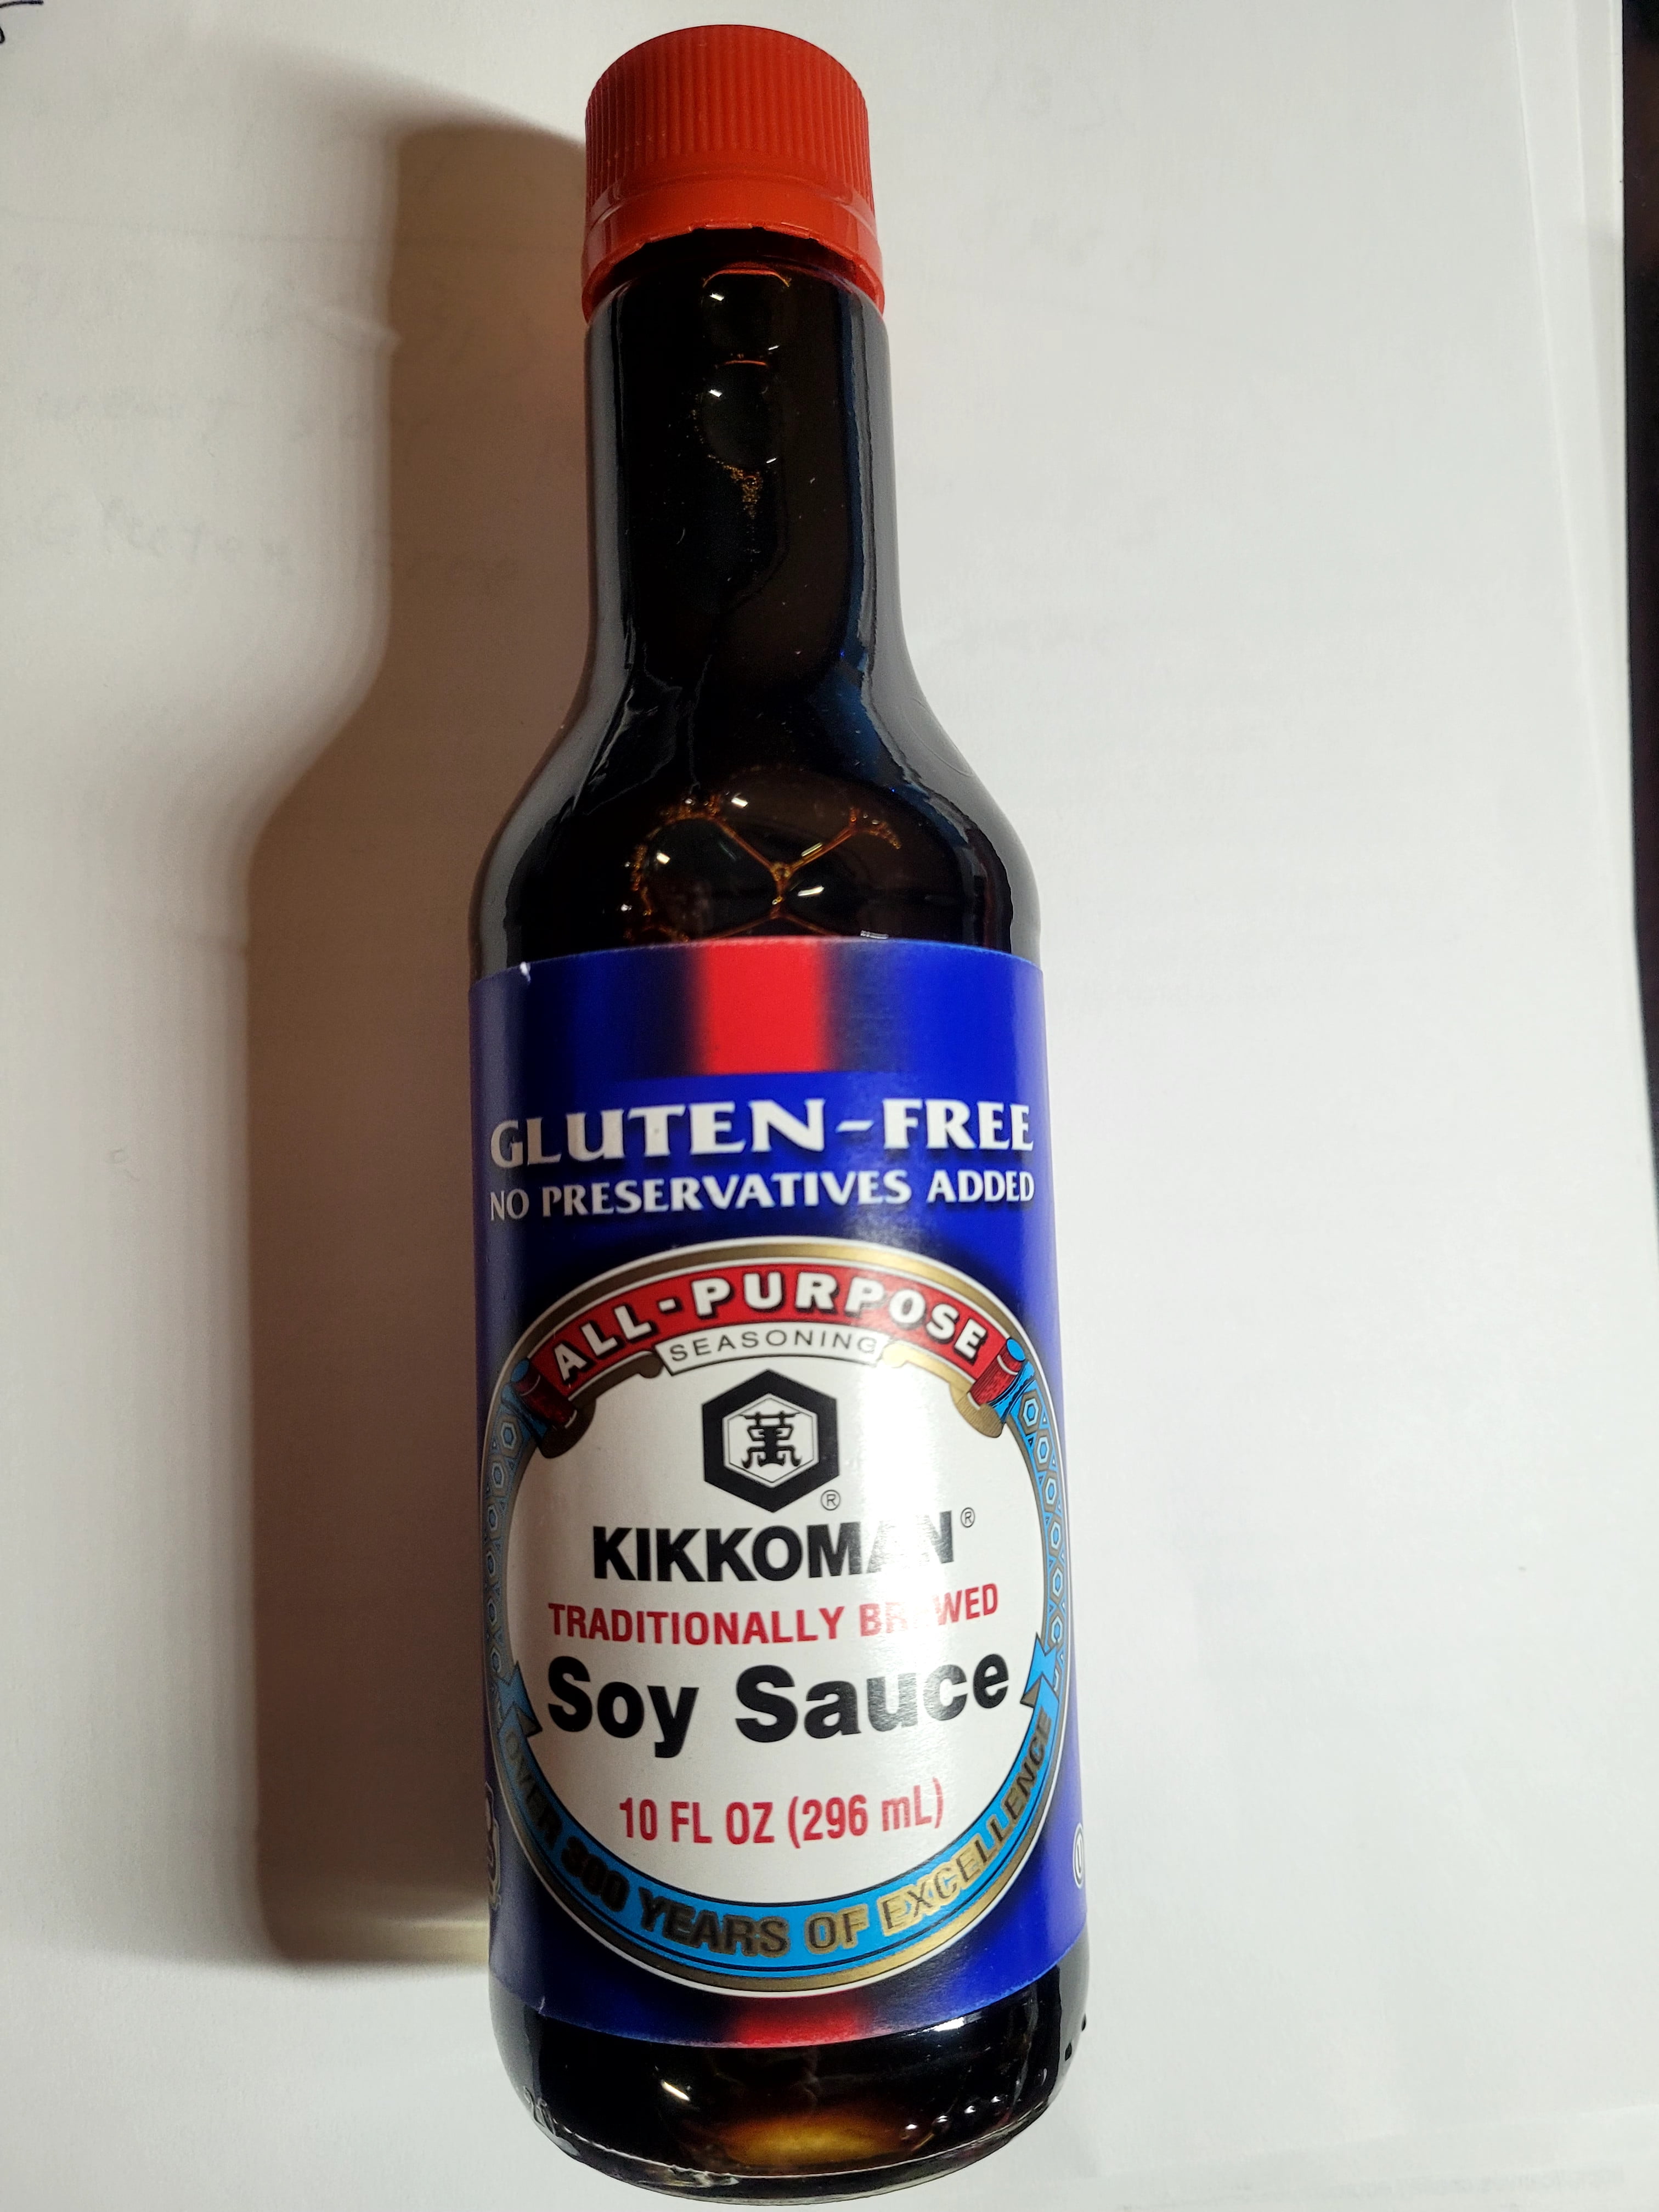 GLUTEN-FREE
NO PRESERVATIVES ADDED
ALL-PURPOSE
SEASONING
萬
®
KIKKOMAN®
TRADITIONALLY BREWED
Soy Sauce
10 FL OZ (296 mL)
OVER 300 YEARS OF EXCELLENCE